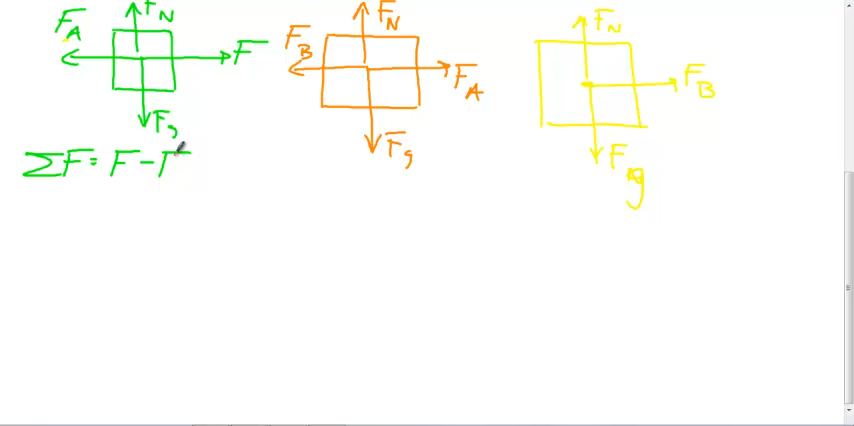 F_N F_N F_N
F_A F F_B F_A F_B
F_g F_g F_g
ΣF = F - F